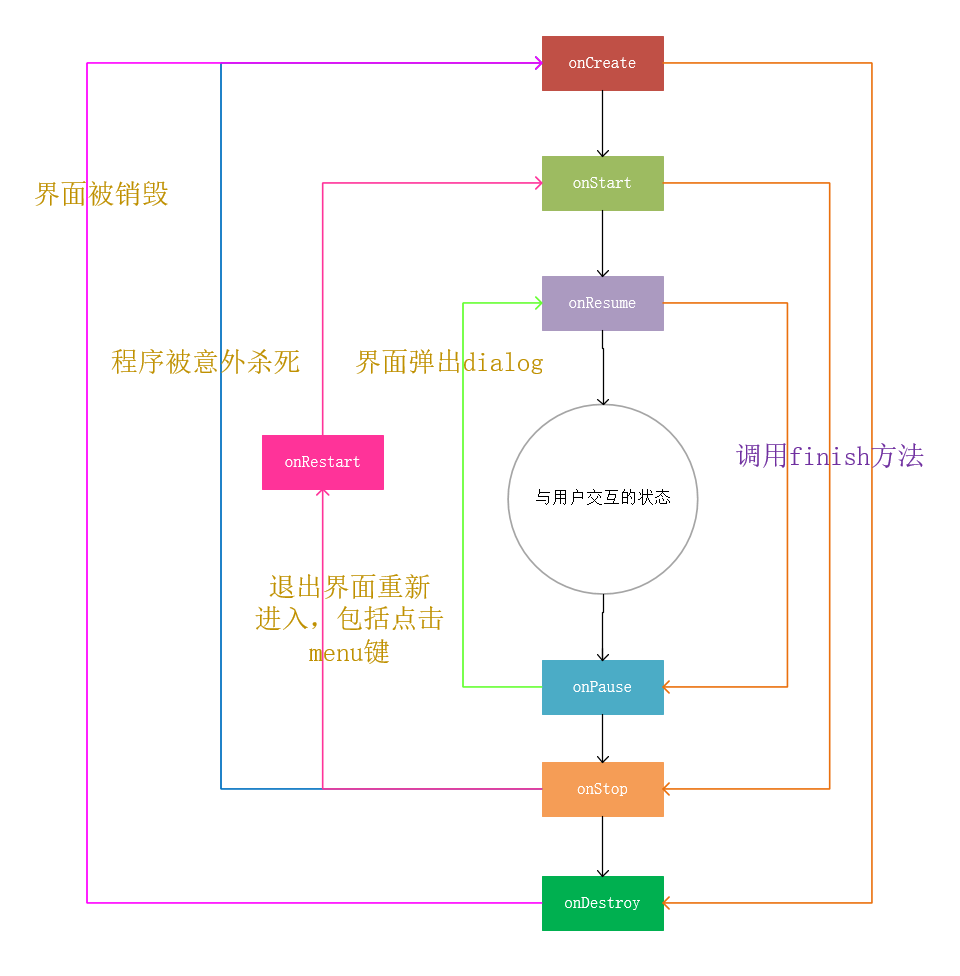 onCreate
界面被销毁
onStart
onResume
程序被意外杀死
界面弹出dialog
onRestart
调用finish方法
与用户交互的状态
退出界面重新
进入，包括点击
menu键
onPause
onStop
onDestroy